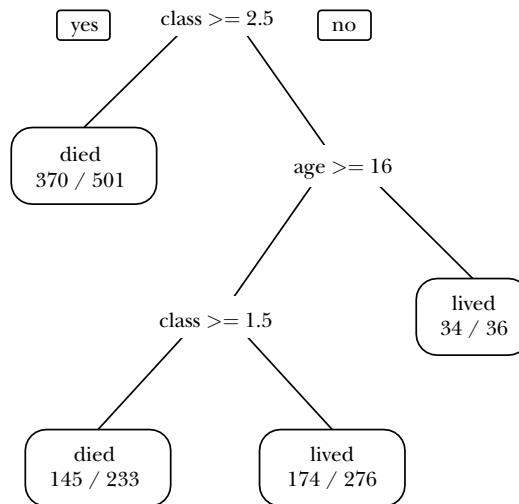 yes
class >= 2.5
no
died
370 / 501
age >= 16
lived
34 / 36
class >= 1.5
died
145 / 233
lived
174 / 276